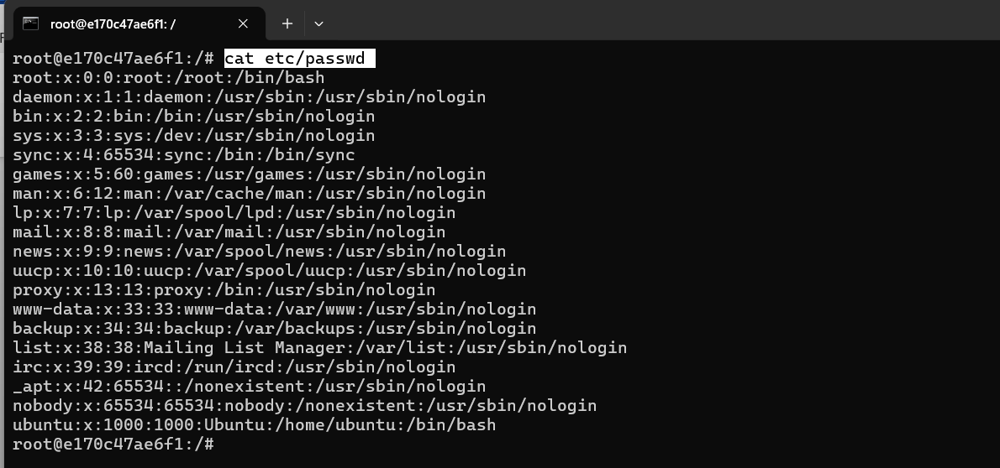 root@e170c47ae6f1: /
root@e170c47ae6f1:/# cat etc/passwd
root:x:0:0:root:/root:/bin/bash
daemon:x:1:1:daemon:/usr/sbin:/usr/sbin/nologin
bin:x:2:2:bin:/bin:/usr/sbin/nologin
sys:x:3:3:sys:/dev:/usr/sbin/nologin
sync:x:4:65534:sync:/bin:/bin/sync
games:x:5:60:games:/usr/games:/usr/sbin/nologin
man:x:6:12:man:/var/cache/man:/usr/sbin/nologin
lp:x:7:7:lp:/var/spool/lpd:/usr/sbin/nologin
mail:x:8:8:mail:/var/mail:/usr/sbin/nologin
news:x:9:9:news:/var/spool/news:/usr/sbin/nologin
uucp:x:10:10:uucp:/var/spool/uucp:/usr/sbin/nologin
proxy:x:13:13:proxy:/bin:/usr/sbin/nologin
www-data:x:33:33:www-data:/var/www:/usr/sbin/nologin
backup:x:34:34:backup:/var/backups:/usr/sbin/nologin
list:x:38:38:Mailing List Manager:/var/list:/usr/sbin/nologin
irc:x:39:39:ircd:/run/ircd:/usr/sbin/nologin
_apt:x:42:65534::/nonexistent:/usr/sbin/nologin
nobody:x:65534:65534:nobody:/nonexistent:/usr/sbin/nologin
ubuntu:x:1000:1000:Ubuntu:/home/ubuntu:/bin/bash
root@e170c47ae6f1:/#